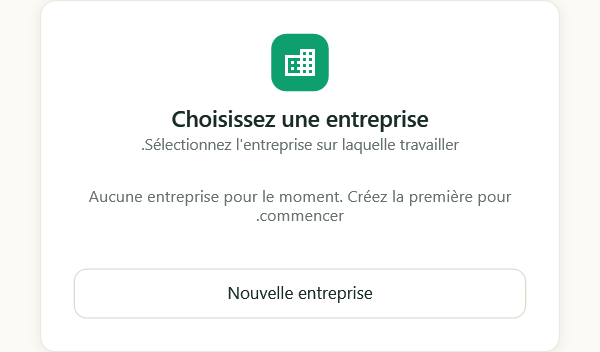 Choisissez une entreprise
.Sélectionnez l'entreprise sur laquelle travailler
Aucune entreprise pour le moment. Créez la première pour
.commencer
Nouvelle entreprise